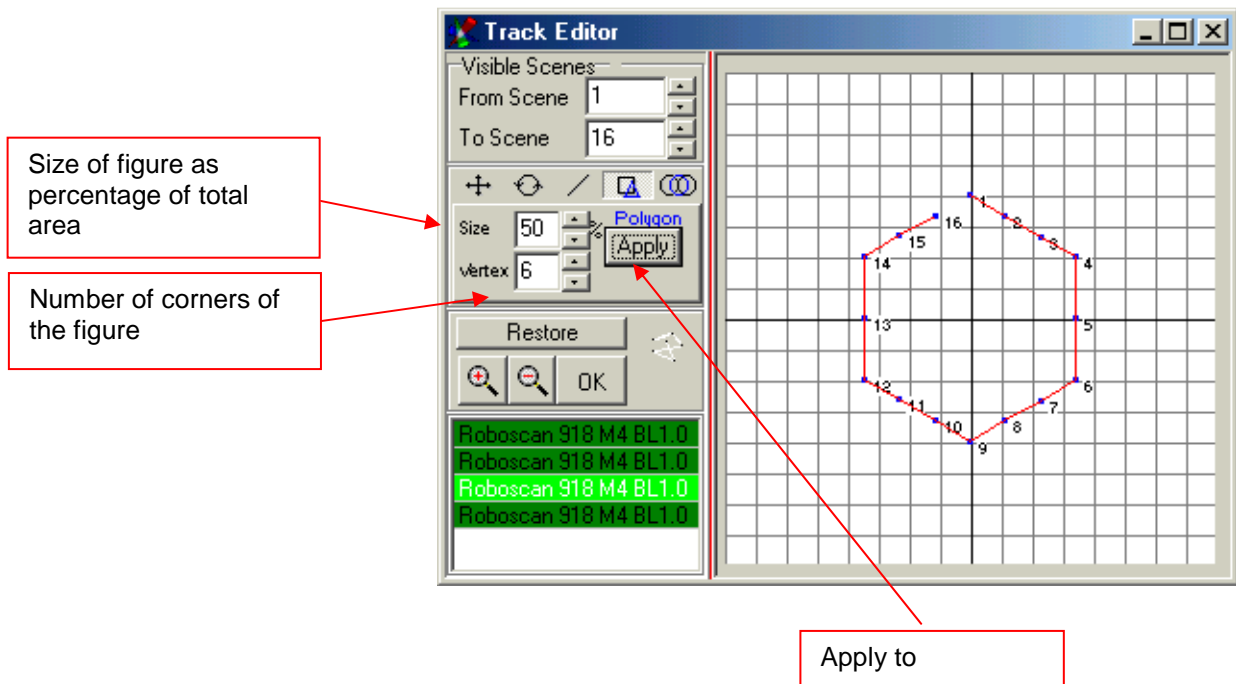 Track Editor
Visible Scenes
From Scene 1
To Scene 16
Size of figure as
percentage of total
area
Size 50 % Polygon
Apply
Vertex 6
Number of corners of
the figure
Restore
OK
Roboscan 918 M4 BL1.0
Roboscan 918 M4 BL1.0
Roboscan 918 M4 BL1.0
Roboscan 918 M4 BL1.0
1
2
3
4
5
6
7
8
9
10
11
12
13
14
15
16
Apply to